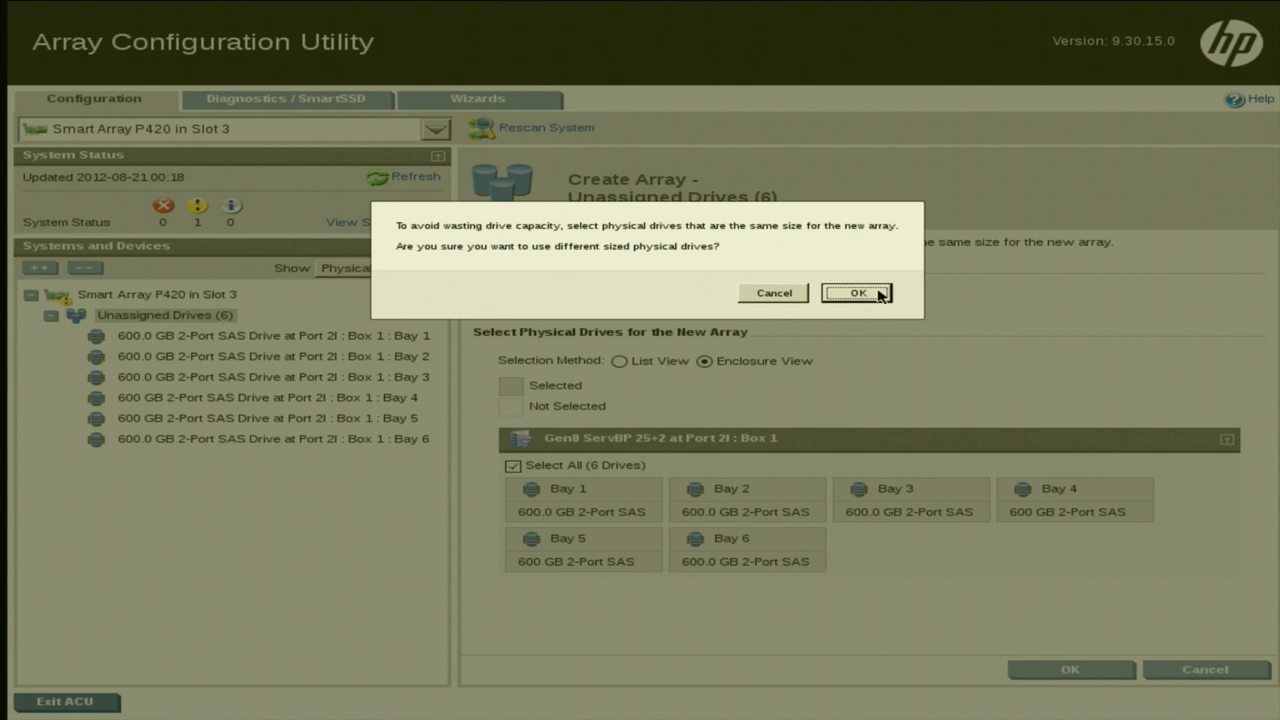 Array Configuration Utility
Version: 9.30.15.0
hp
Configuration
Diagnostics / SmartSSD
Wizards
Help
Smart Array P420 in Slot 3
Rescan System
System Status
Updated 2012-08-21 00:18
Refresh
Create Array -
Unassigned Drives (6)
System Status
0
1
0
View S
To avoid wasting drive capacity, select physical drives that are the same size for the new array.
Are you sure you want to use different sized physical drives?
Cancel
OK
e same size for the new array.
Systems and Devices
++
--
Show
Physica
Smart Array P420 in Slot 3
Unassigned Drives (6)
600.0 GB 2-Port SAS Drive at Port 2I : Box 1 : Bay 1
600.0 GB 2-Port SAS Drive at Port 2I : Box 1 : Bay 2
600.0 GB 2-Port SAS Drive at Port 2I : Box 1 : Bay 3
600 GB 2-Port SAS Drive at Port 2I : Box 1 : Bay 4
600 GB 2-Port SAS Drive at Port 2I : Box 1 : Bay 5
600.0 GB 2-Port SAS Drive at Port 2I : Box 1 : Bay 6
Select Physical Drives for the New Array
Selection Method: List View Enclosure View
Selected
Not Selected
Gen8 ServBP 25+2 at Port 2I : Box 1
Select All (6 Drives)
Bay 1
600.0 GB 2-Port SAS
Bay 2
600.0 GB 2-Port SAS
Bay 3
600.0 GB 2-Port SAS
Bay 4
600 GB 2-Port SAS
Bay 5
600 GB 2-Port SAS
Bay 6
600.0 GB 2-Port SAS
OK
Cancel
Exit ACU